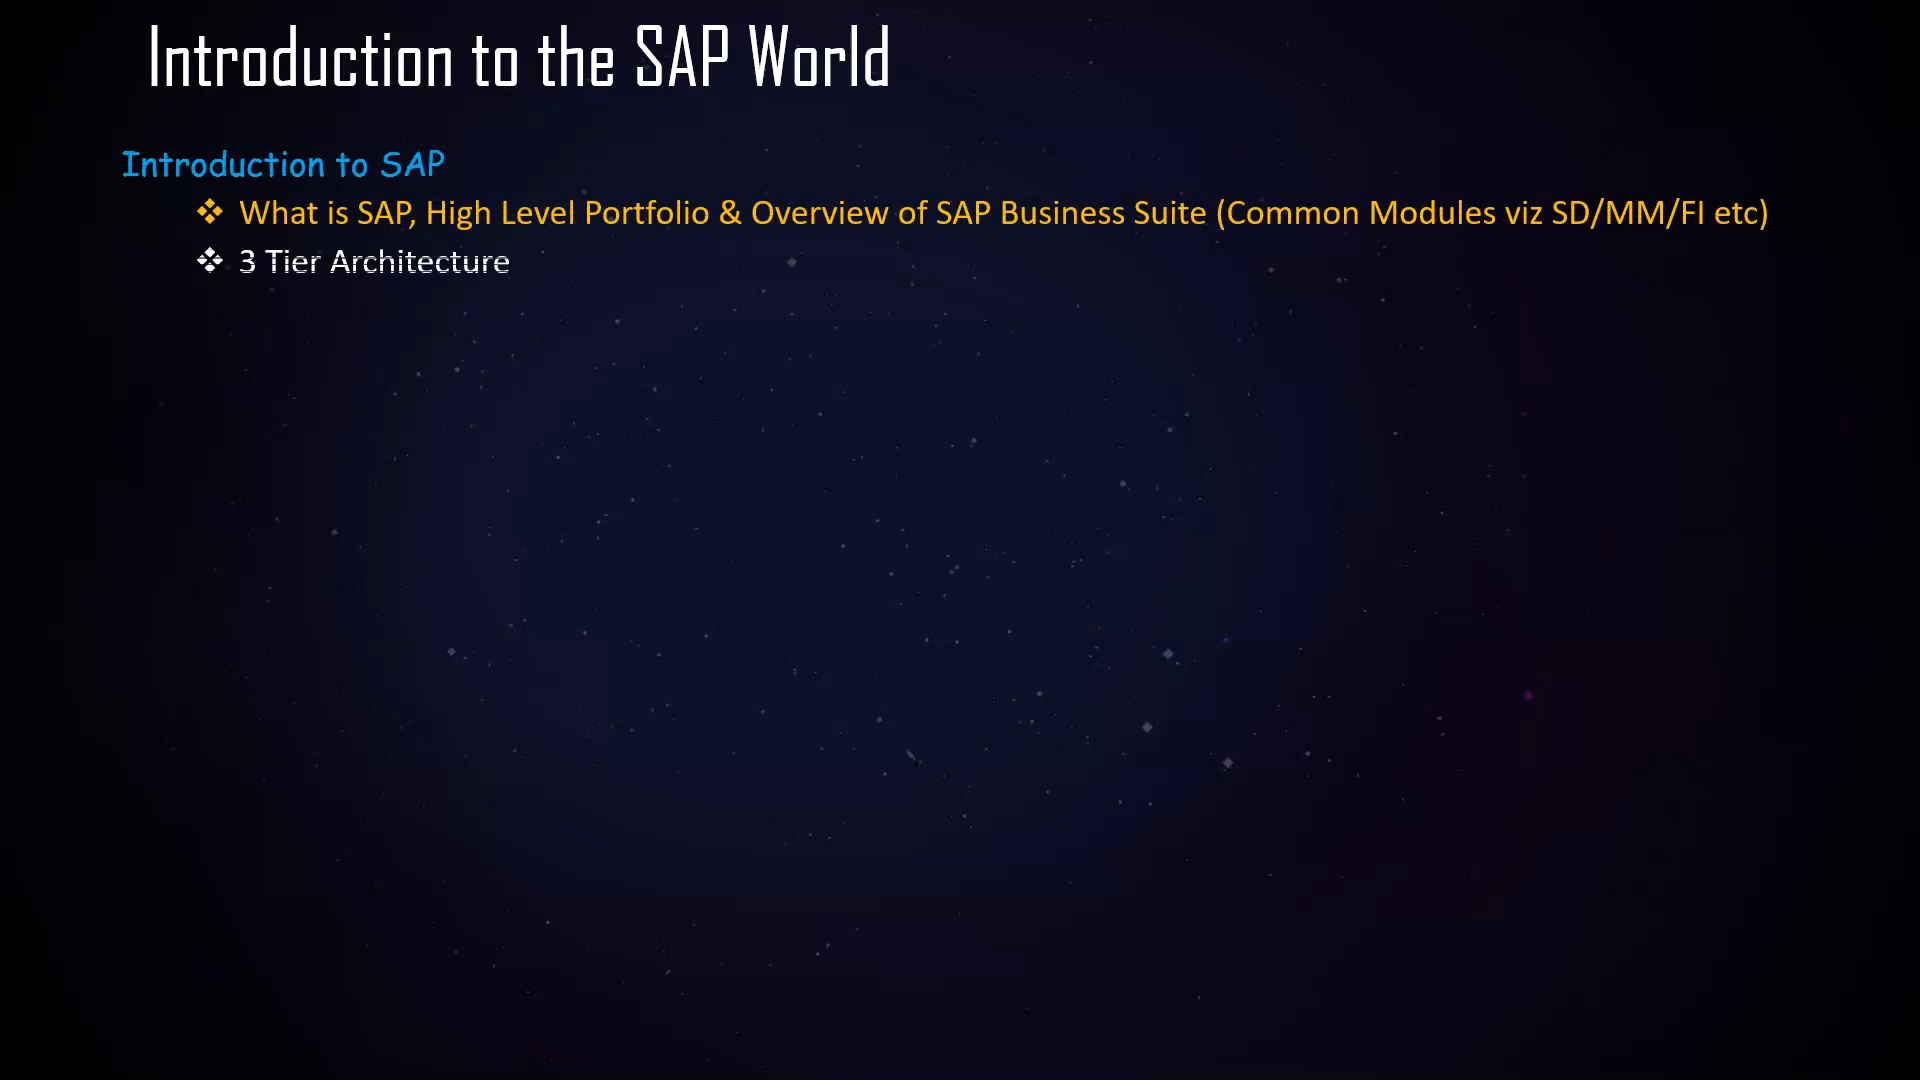 Introduction to the SAP World
Introduction to SAP
❖ What is SAP, High Level Portfolio & Overview of SAP Business Suite (Common Modules viz SD/MM/FI etc)
❖ 3 Tier Architecture